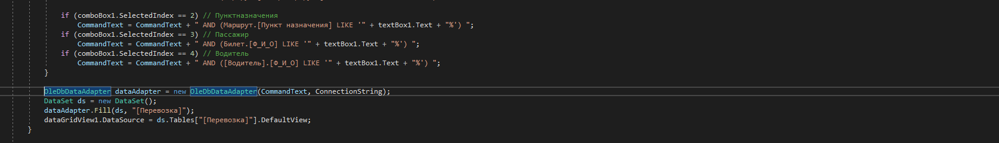 if (comboBox1.SelectedIndex == 2) // Пунктназначения
CommandText = CommandText + " AND (Маршрут.[Пункт назначения] LIKE '" + textBox1.Text + "%') ";
if (comboBox1.SelectedIndex == 3) // Пассажир
CommandText = CommandText + " AND (Билет.[Ф_И_О] LIKE '" + textBox1.Text + "%') ";
if (comboBox1.SelectedIndex == 4) // Водитель
CommandText = CommandText + " AND ([Водитель].[Ф_И_О] LIKE '" + textBox1.Text + "%') ";
}
OleDbDataAdapter dataAdapter = new OleDbDataAdapter(CommandText, ConnectionString);
DataSet ds = new DataSet();
dataAdapter.Fill(ds, "[Перевозка]");
dataGridView1.DataSource = ds.Tables["[Перевозка]"].DefaultView;
}